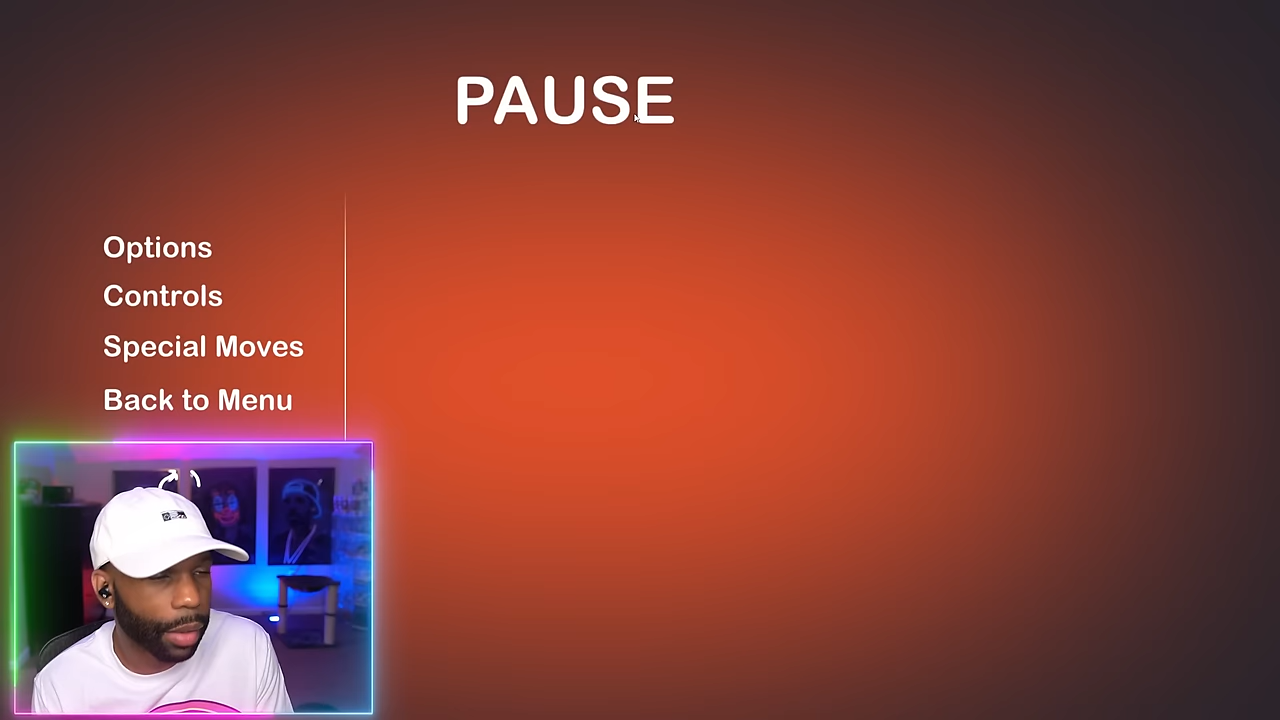 PAUSE
Options
Controls
Special Moves
Back to Menu